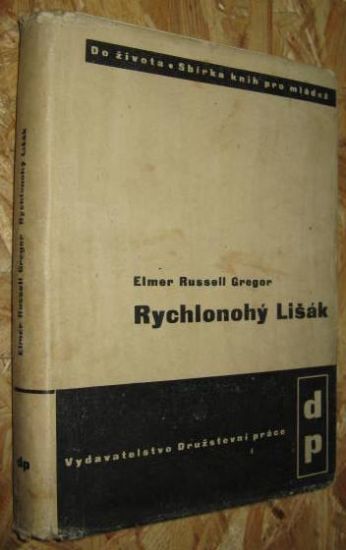 Do života • Sbírka knih pro mládež
Elmer Russell Gregor
Rychlonohý Lišák
Vydavatelstvo Družstevní práce
d
p
Elmer Russell Gregor Rychlonohý Lišák
dp